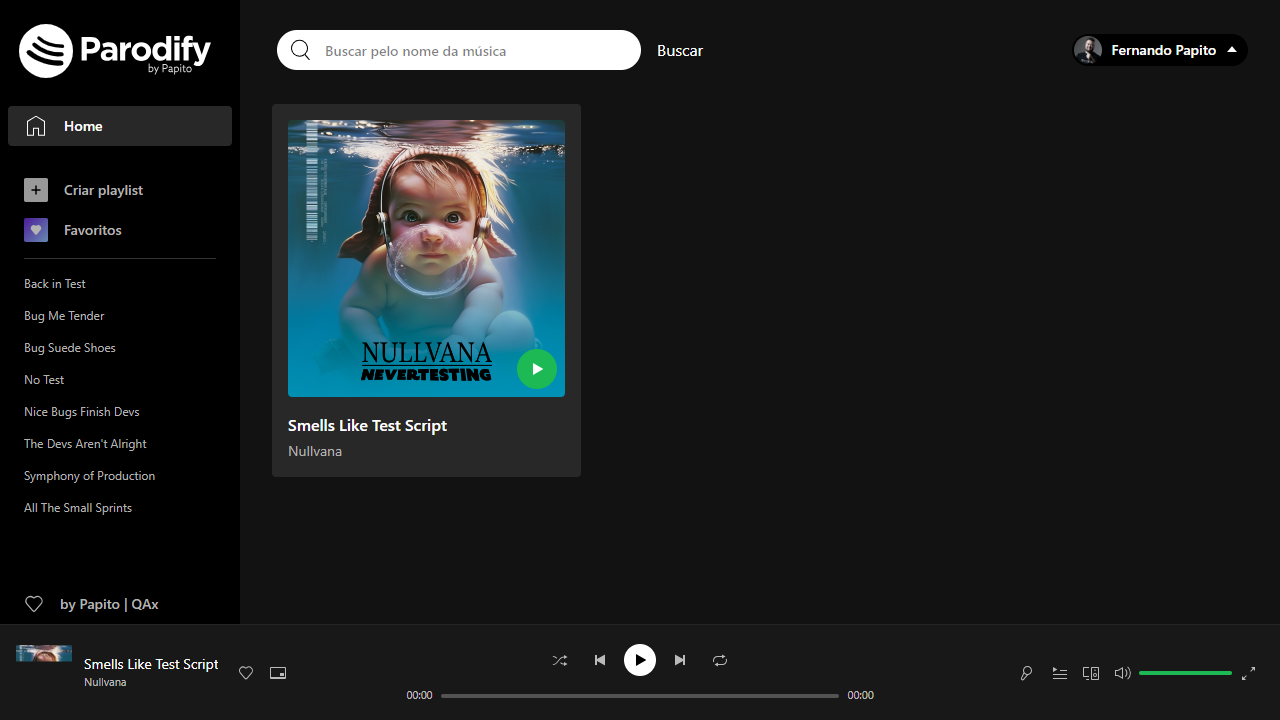 Parodify
by Papito
Buscar pelo nome da música
Buscar
Fernando Papito
Home
Criar playlist
Favoritos
Back in Test
Bug Me Tender
Bug Suede Shoes
No Test
Nice Bugs Finish Devs
The Devs Aren't Alright
Symphony of Production
All The Small Sprints
by Papito | QAx
NULLVANA
NEVERTESTING
Smells Like Test Script
Nullvana
Smells Like Test Script
Nullvana
00:00
00:00